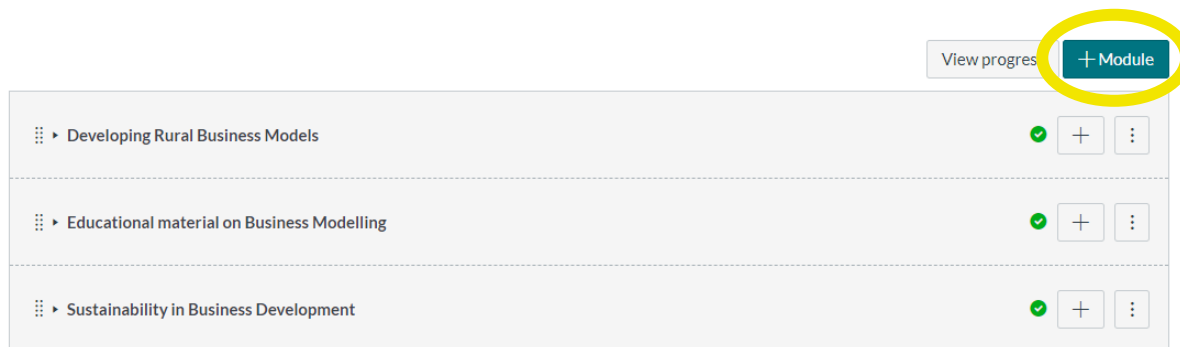 View progres
+ Module
Developing Rural Business Models
Educational material on Business Modelling
Sustainability in Business Development